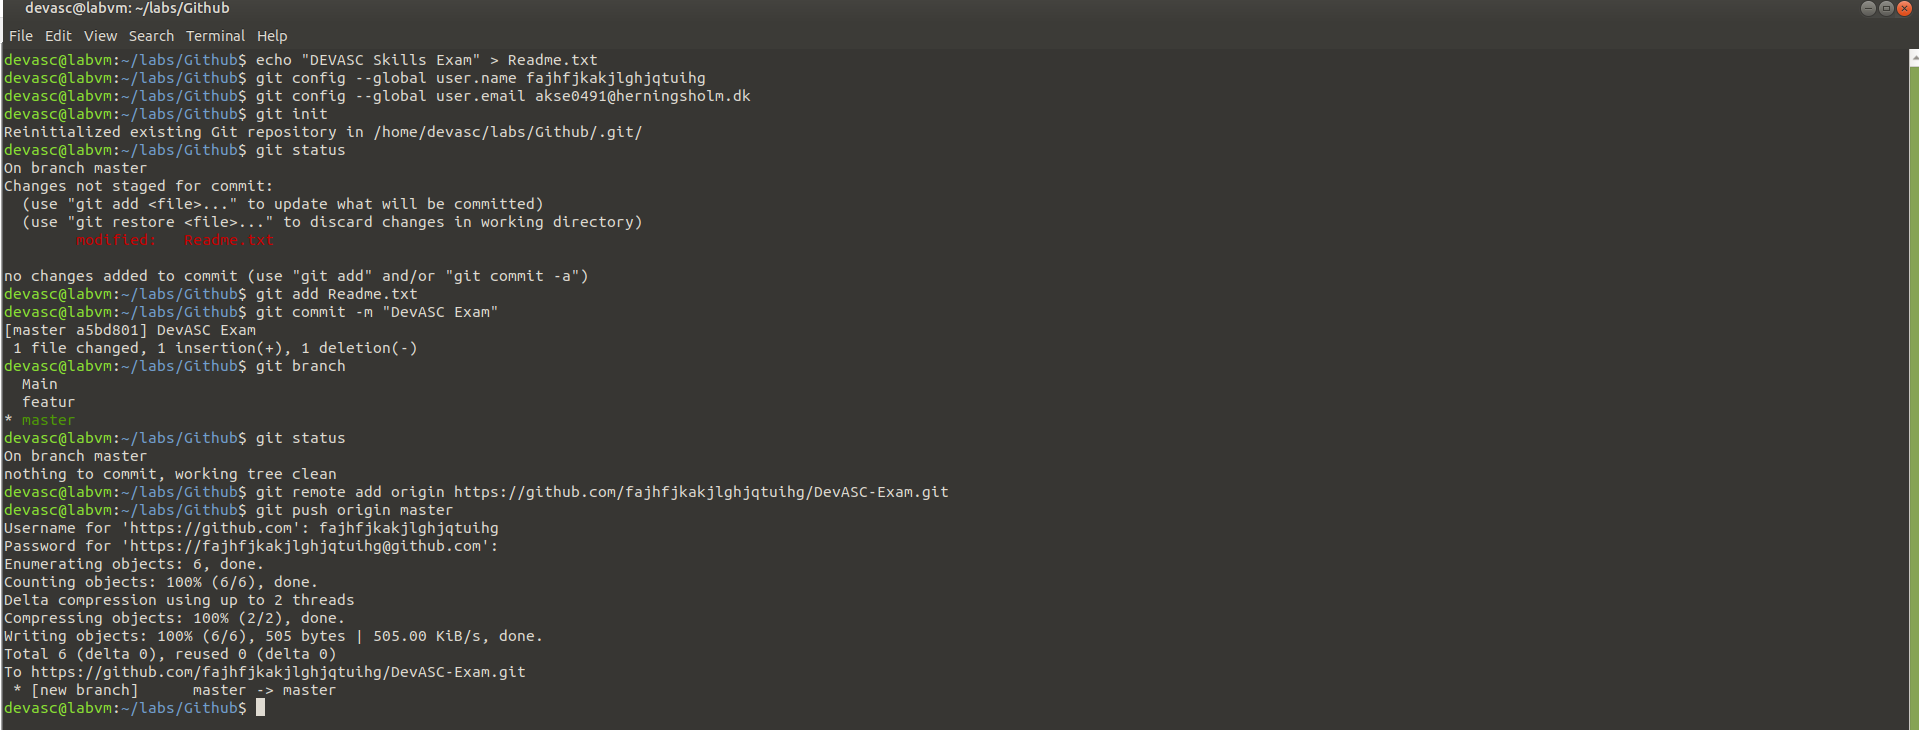 devasc@labvm: ~/labs/Github
File Edit View Search Terminal Help
devasc@labvm:~/labs/Github$ echo "DEVASC Skills Exam" > Readme.txt
devasc@labvm:~/labs/Github$ git config --global user.name fajhfjkakjlghjqtuihg
devasc@labvm:~/labs/Github$ git config --global user.email akse0491@herningsholm.dk
devasc@labvm:~/labs/Github$ git init
Reinitialized existing Git repository in /home/devasc/labs/Github/.git/
devasc@labvm:~/labs/Github$ git status
On branch master
Changes not staged for commit:
  (use "git add <file>..." to update what will be committed)
  (use "git restore <file>..." to discard changes in working directory)
        modified:   Readme.txt
no changes added to commit (use "git add" and/or "git commit -a")
devasc@labvm:~/labs/Github$ git add Readme.txt
devasc@labvm:~/labs/Github$ git commit -m "DevASC Exam"
[master a5bd801] DevASC Exam
 1 file changed, 1 insertion(+), 1 deletion(-)
devasc@labvm:~/labs/Github$ git branch
  Main
  featur
* master
devasc@labvm:~/labs/Github$ git status
On branch master
nothing to commit, working tree clean
devasc@labvm:~/labs/Github$ git remote add origin https://github.com/fajhfjkakjlghjqtuihg/DevASC-Exam.git
devasc@labvm:~/labs/Github$ git push origin master
Username for 'https://github.com': fajhfjkakjlghjqtuihg
Password for 'https://fajhfjkakjlghjqtuihg@github.com':
Enumerating objects: 6, done.
Counting objects: 100% (6/6), done.
Delta compression using up to 2 threads
Compressing objects: 100% (2/2), done.
Writing objects: 100% (6/6), 505 bytes | 505.00 KiB/s, done.
Total 6 (delta 0), reused 0 (delta 0)
To https://github.com/fajhfjkakjlghjqtuihg/DevASC-Exam.git
 * [new branch]      master -> master
devasc@labvm:~/labs/Github$